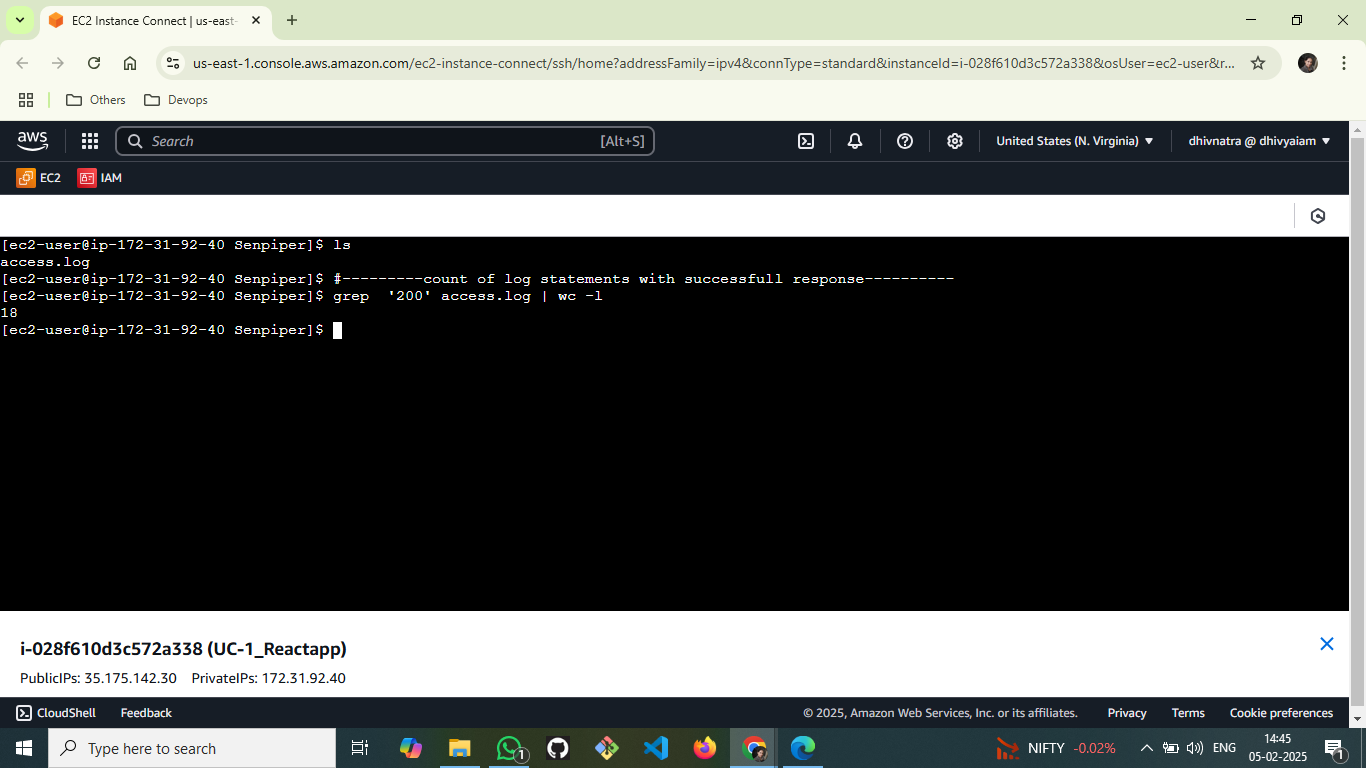 EC2 Instance Connect | us-east-
us-east-1.console.aws.amazon.com/ec2-instance-connect/ssh/home?addressFamily=ipv4&connType=standard&instanceId=i-028f610d3c572a338&osUser=ec2-user&r...
Others Devops
aws Search [Alt+S] United States (N. Virginia) dhivnatra @ dhivyaiam
EC2 IAM
[ec2-user@ip-172-31-92-40 Senpiper]$ ls
access.log
[ec2-user@ip-172-31-92-40 Senpiper]$ #---------count of log statements with successfull response----------
[ec2-user@ip-172-31-92-40 Senpiper]$ grep  '200' access.log | wc -l
18
[ec2-user@ip-172-31-92-40 Senpiper]$
i-028f610d3c572a338 (UC-1_Reactapp)
PublicIPs: 35.175.142.30 PrivateIPs: 172.31.92.40
CloudShell Feedback © 2025, Amazon Web Services, Inc. or its affiliates. Privacy Terms Cookie preferences
Type here to search 1 NIFTY -0.02% ENG 14:45 1
05-02-2025